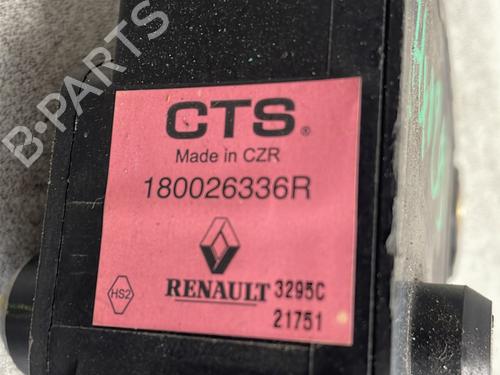 CTS®
Made in CZR
180026336R
HS2
RENAULT 3295C
21751
B-PARTS